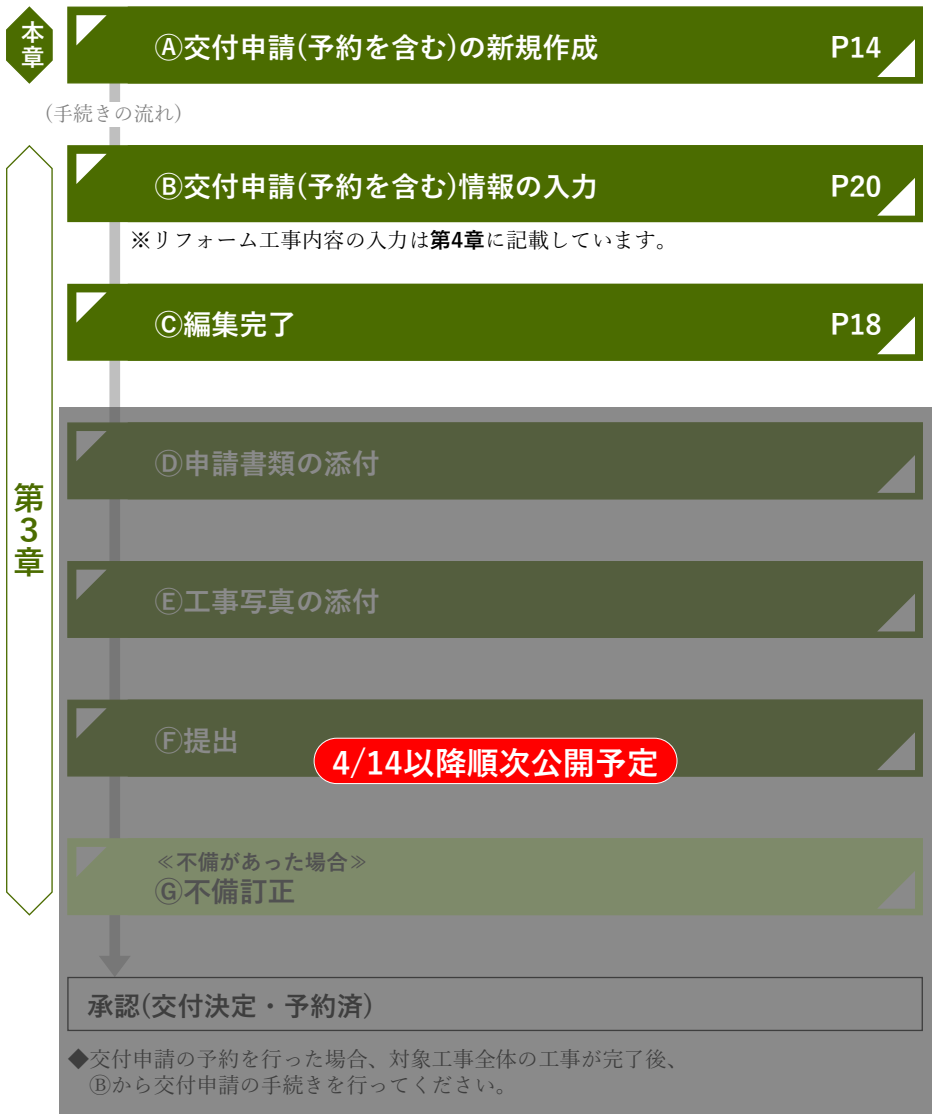 本章
Ⓐ交付申請(予約を含む)の新規作成 P14
(手続きの流れ)
Ⓑ交付申請(予約を含む)情報の入力 P20
※リフォーム工事内容の入力は第4章に記載しています。
Ⓒ編集完了 P18
第3章
Ⓓ申請書類の添付
Ⓔ工事写真の添付
Ⓕ提出
4/14以降順次公開予定
≪不備があった場合≫
Ⓖ不備訂正
承認(交付決定・予約済)
◆交付申請の予約を行った場合、対象工事全体の工事が完了後、
Ⓑから交付申請の手続きを行ってください。